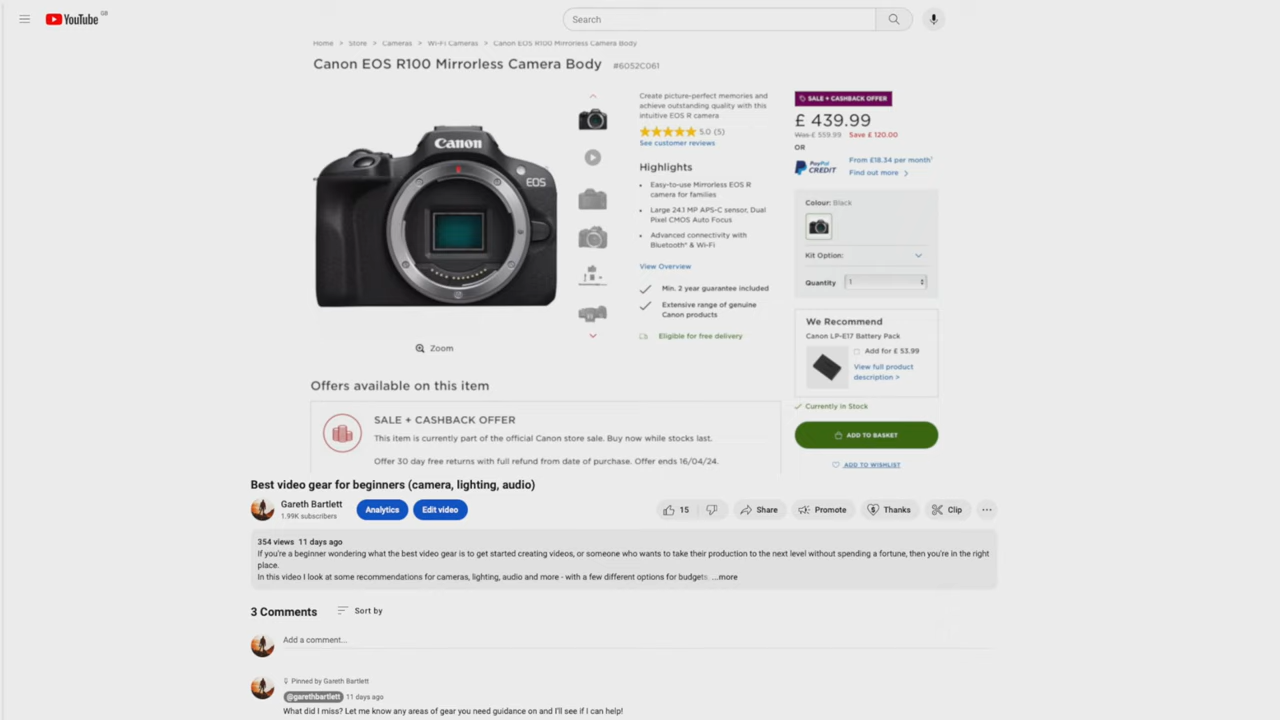 YouTube GB
Search
Home > Store > Cameras > Wi-Fi Cameras > Canon EOS R100 Mirrorless Camera Body
Canon EOS R100 Mirrorless Camera Body #6052C061
Canon
EOS
Zoom
Create picture-perfect memories and
achieve outstanding quality with this
intuitive EOS R camera
5.0 (5)
See customer reviews
Highlights
• Easy-to-use Mirrorless EOS R
camera for families
• Large 24.1 MP APS-C sensor, Dual
Pixel CMOS Auto Focus
• Advanced connectivity with
Bluetooth® & Wi-Fi
View Overview
Min. 2 year guarantee included
Extensive range of genuine
Canon products
Eligible for free delivery
SALE + CASHBACK OFFER
£ 439.99
Was £ 559.99 Save £ 120.00
OR
PayPal
CREDIT
From £18.34 per month
Find out more >
Colour: Black
Kit Option:
Quantity 1
We Recommend
Canon LP-E17 Battery Pack
Add for £ 53.99
View full product
description >
Currently in Stock
ADD TO BASKET
ADD TO WISHLIST
Offers available on this item
SALE + CASHBACK OFFER
This item is currently part of the official Canon store sale. Buy now while stocks last.
Offer 30 day free returns with full refund from date of purchase. Offer ends 16/04/24.
Best video gear for beginners (camera, lighting, audio)
Gareth Bartlett
1.99K subscribers
Analytics
Edit video
15
Share
Promote
Thanks
Clip
354 views 11 days ago
If you're a beginner wondering what the best video gear is to get started creating videos, or someone who wants to take their production to the next level without spending a fortune, then you're in the right
place.
In this video I look at some recommendations for cameras, lighting, audio and more - with a few different options for budgets. ...more
3 Comments
Sort by
Add a comment...
Pinned by Gareth Bartlett
@garethbartlett 11 days ago
What did I miss? Let me know any areas of gear you need guidance on and I'll see if I can help!